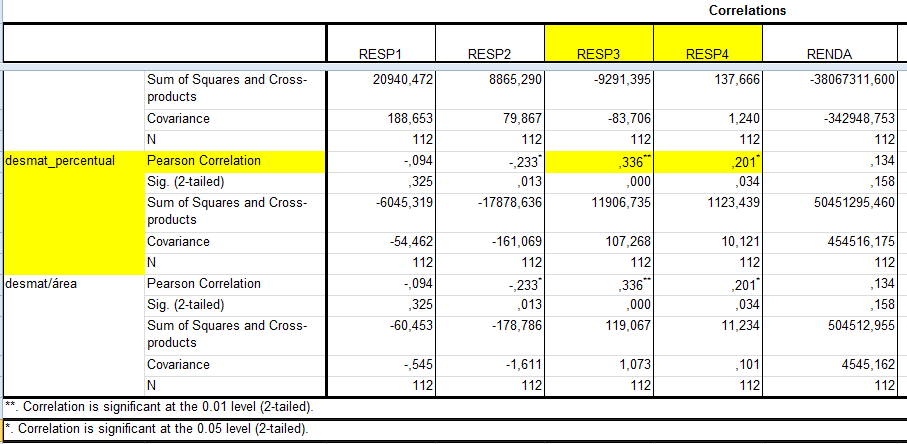 Correlations
RESP1 RESP2 RESP3 RESP4 RENDA
Sum of Squares and Cross- 20940,472 8865,290 -9291,395 137,666 -38067311,600
products
Covariance 188,653 79,867 -83,706 1,240 -342948,753
N 112 112 112 112 112
desmat_percentual Pearson Correlation -,094 -,233* ,336** ,201* ,134
Sig. (2-tailed) ,325 ,013 ,000 ,034 ,158
Sum of Squares and Cross- -6045,319 -17878,636 11906,735 1123,439 50451295,460
products
Covariance -54,462 -161,069 107,268 10,121 454516,175
N 112 112 112 112 112
desmat/área Pearson Correlation -,094 -,233* ,336** ,201* ,134
Sig. (2-tailed) ,325 ,013 ,000 ,034 ,158
Sum of Squares and Cross- -60,453 -178,786 119,067 11,234 504512,955
products
Covariance -,545 -1,611 1,073 ,101 4545,162
N 112 112 112 112 112
**. Correlation is significant at the 0.01 level (2-tailed).
*. Correlation is significant at the 0.05 level (2-tailed).